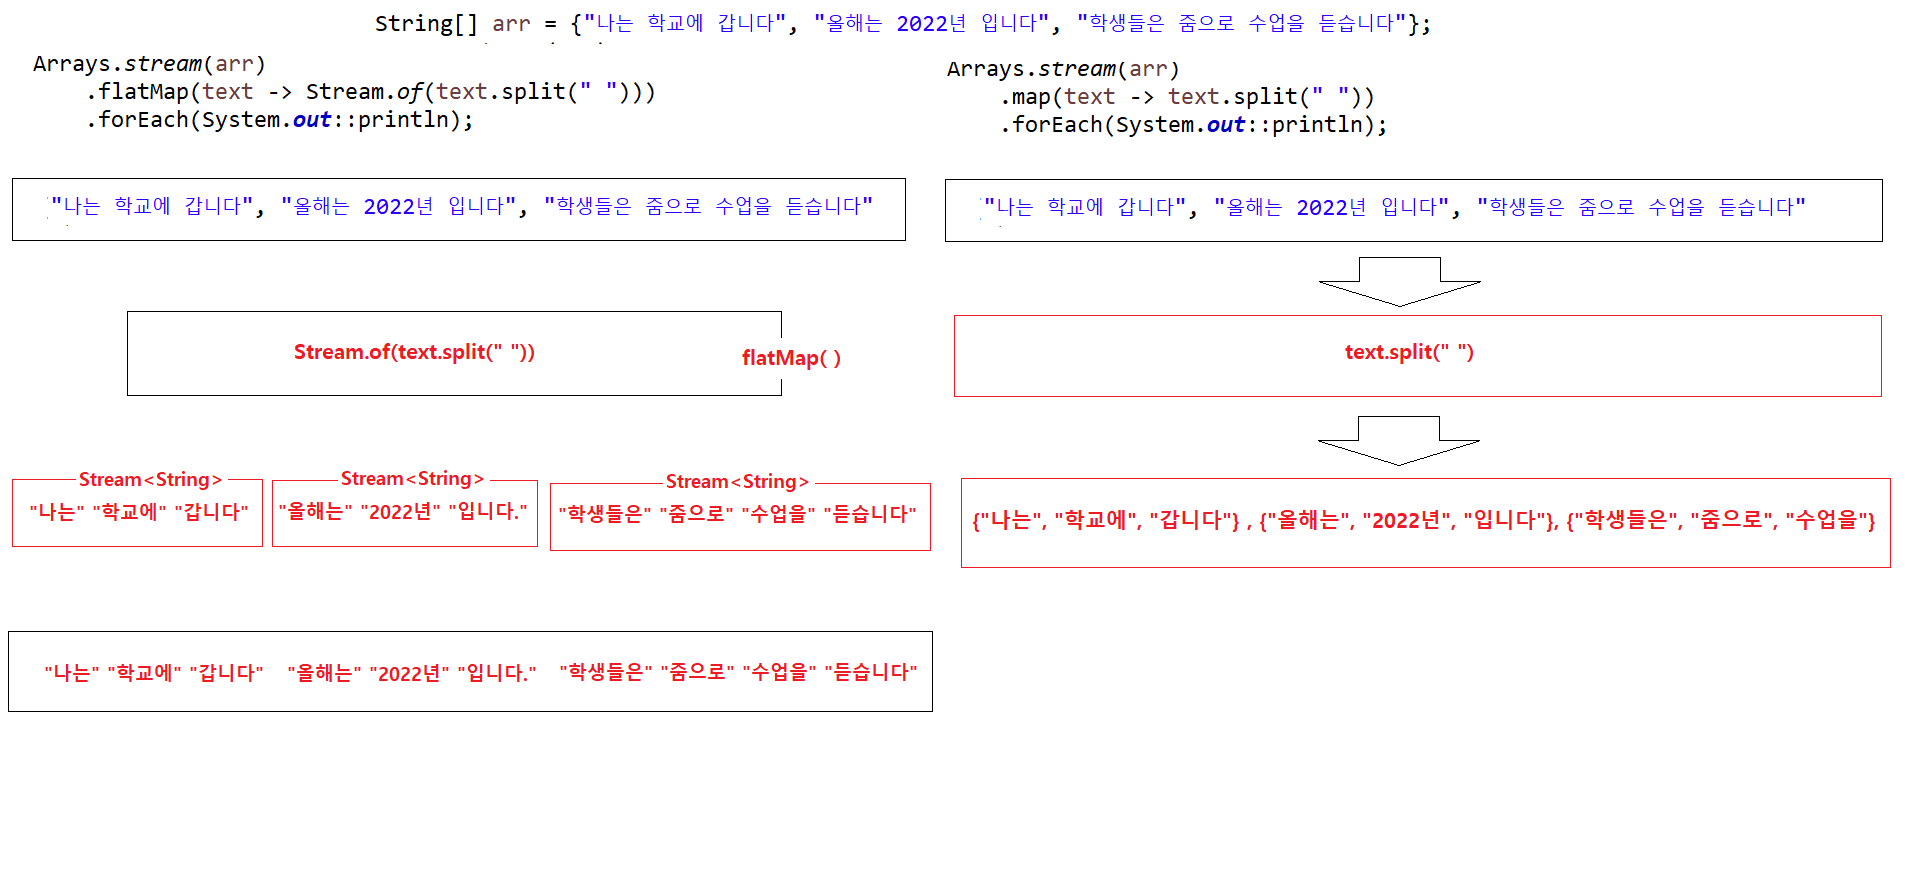 String[] arr = {"나는 학교에 갑니다", "올해는 2022년 입니다", "학생들은 줌으로 수업을 듣습니다"};
Arrays.stream(arr)
.flatMap(text -> Stream.of(text.split(" ")))
.forEach(System.out::println);
"나는 학교에 갑니다", "올해는 2022년 입니다", "학생들은 줌으로 수업을 듣습니다"
Stream.of(text.split(" "))
flatMap( )
Stream<String>
"나는" "학교에" "갑니다"
Stream<String>
"올해는" "2022년" "입니다."
Stream<String>
"학생들은" "줌으로" "수업을" "듣습니다"
"나는" "학교에" "갑니다" "올해는" "2022년" "입니다." "학생들은" "줌으로" "수업을" "듣습니다"
Arrays.stream(arr)
.map(text -> text.split(" "))
.forEach(System.out::println);
"나는 학교에 갑니다", "올해는 2022년 입니다", "학생들은 줌으로 수업을 듣습니다"
text.split(" ")
{"나는", "학교에", "갑니다"} , {"올해는", "2022년", "입니다"}, {"학생들은", "줌으로", "수업을"}